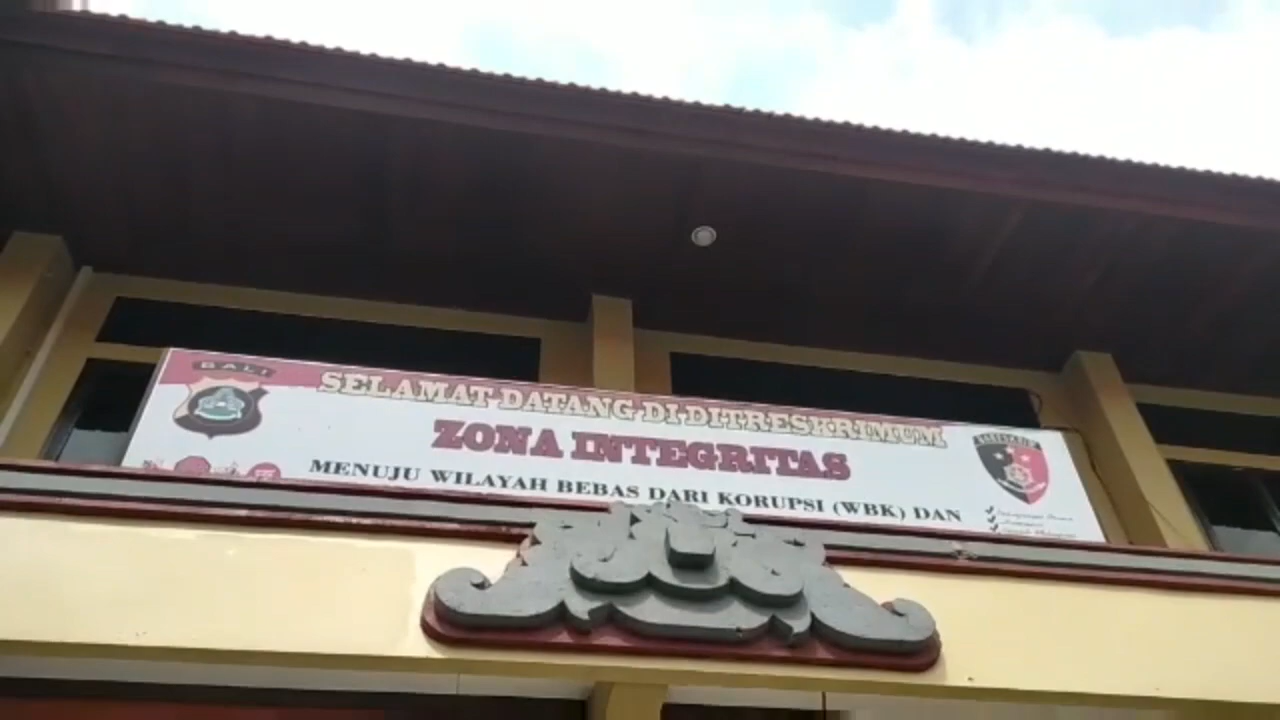 BALI
SELAMAT DATANG DI DITRESKRIMUM
ZONA INTEGRITAS
MENUJU WILAYAH BEBAS DARI KORUPSI (WBK) DAN